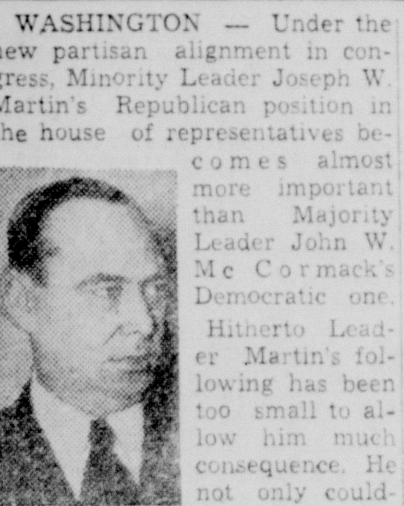 WASHINGTON — Under the
new partisan alignment in con-
gress, Minority Leader Joseph W.
Martin's Republican position in
the house of representatives be-
comes almost
more important
than Majority
Leader John W.
McCormack's
Democratic one.
Hitherto Lead-
er Martin's fol-
lowing has been
too small to al-
low him much
consequence. He
not only could-